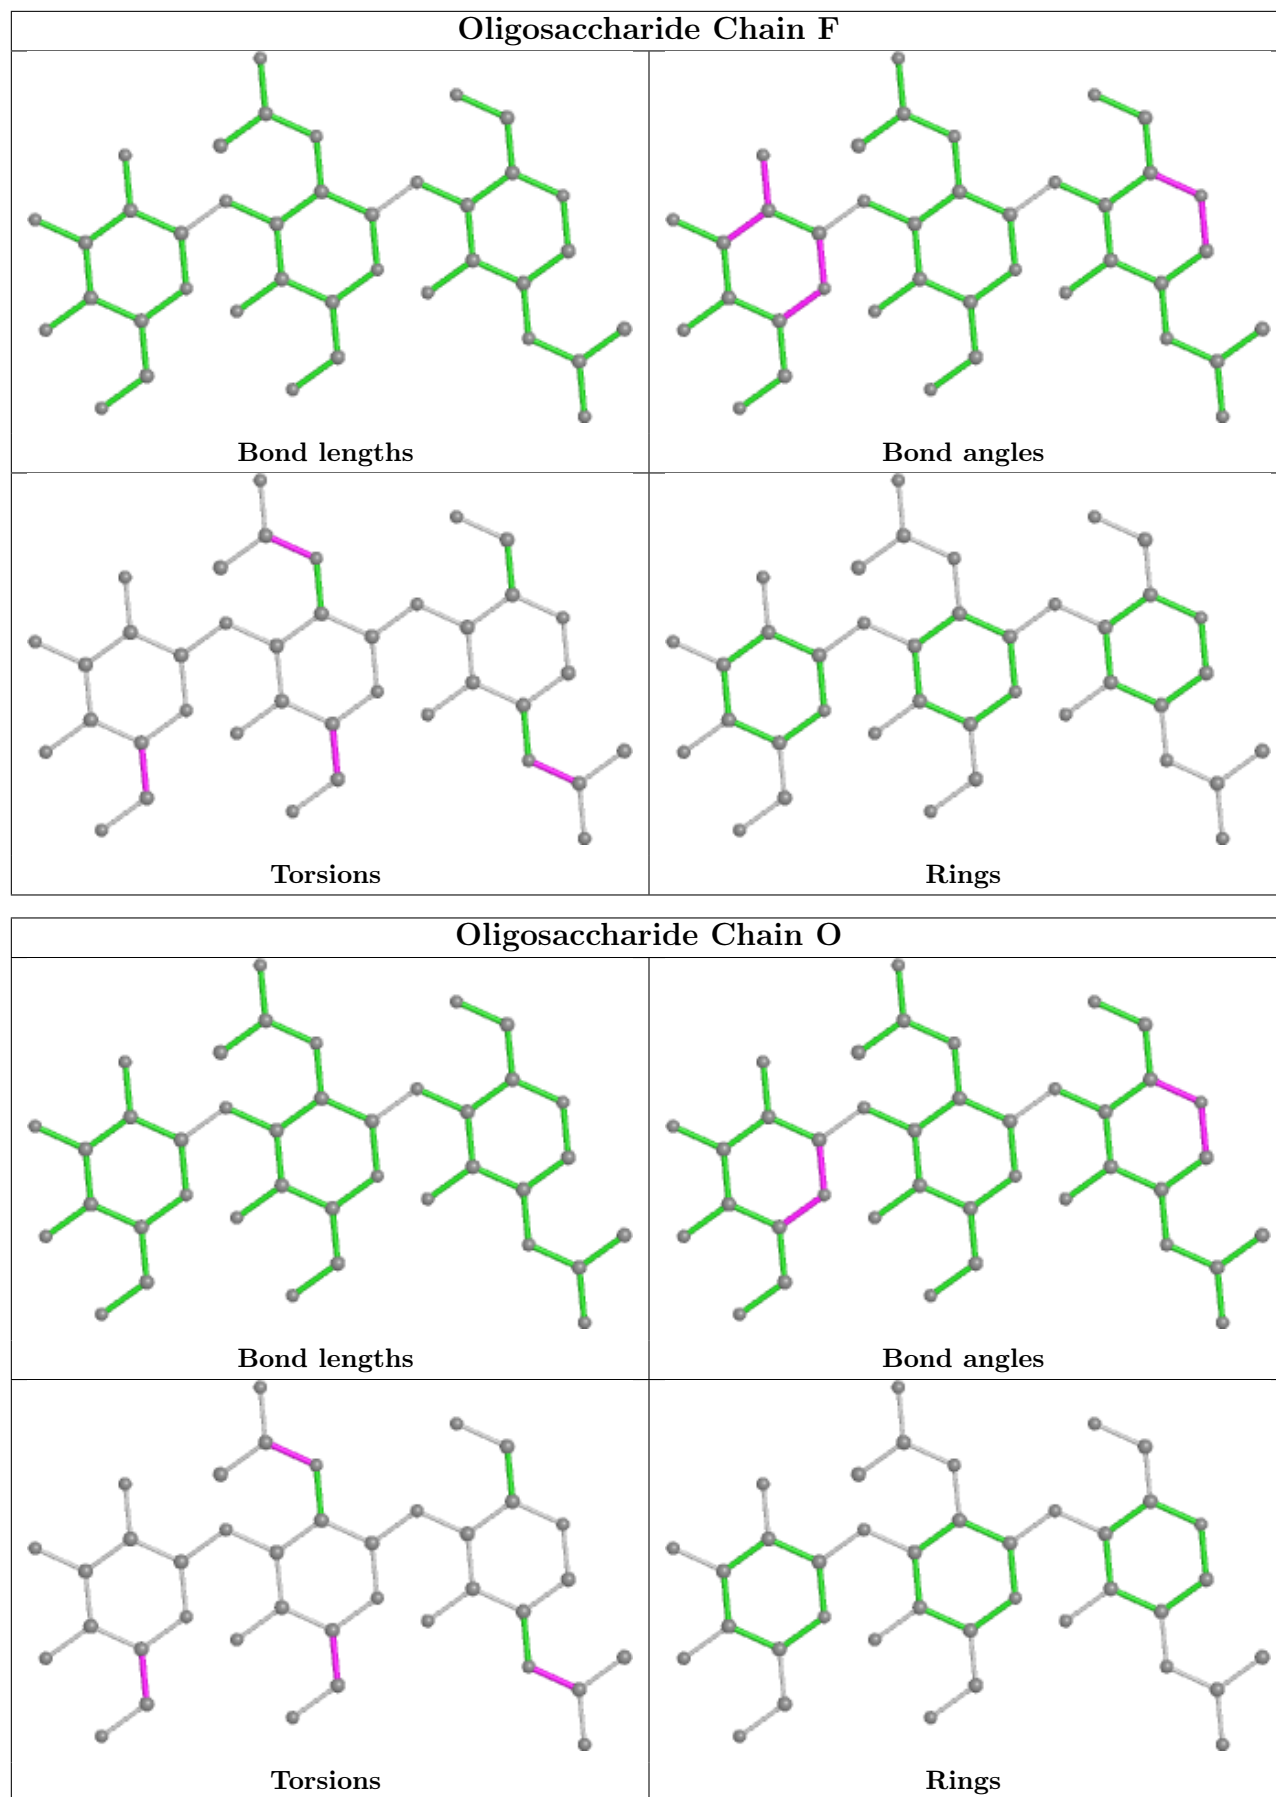 Oligosaccharide Chain F
Bond lengths
Bond angles
Torsions
Rings
Oligosaccharide Chain O
Bond lengths
Bond angles
Torsions
Rings